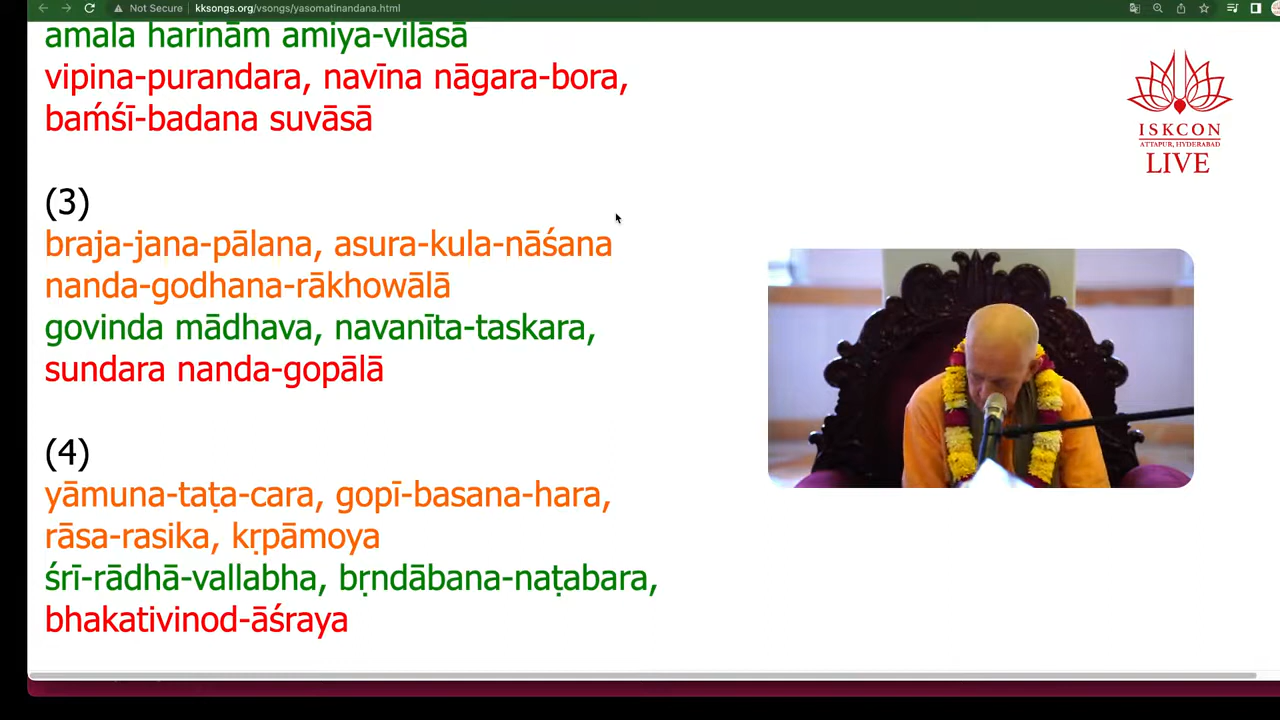 Not Secure kksongs.org/vsongs/yasomatinandana.html
amala harinām amiya-vilāsā
vipina-purandara, navīna nāgara-bora,
baḿśī-badana suvāsā
(3)
braja-jana-pālana, asura-kula-nāśana
nanda-godhana-rākhowālā
govinda mādhava, navanīta-taskara,
sundara nanda-gopālā
(4)
yāmuna-taṭa-cara, gopī-basana-hara,
rāsa-rasika, kṛpāmoya
śrī-rādhā-vallabha, bṛndābana-naṭabara,
bhakativinod-āśraya
ISKCON
ATTAPUR, HYDERABAD
LIVE